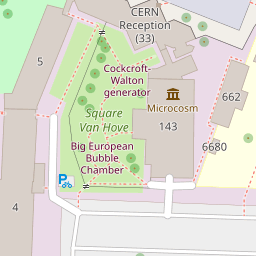 CERN
Reception
(33)
5
Cockcroft-
Walton
generator
Microcosm
662
Square
Van Hove
143
Big European
Bubble
Chamber
6680
P
4